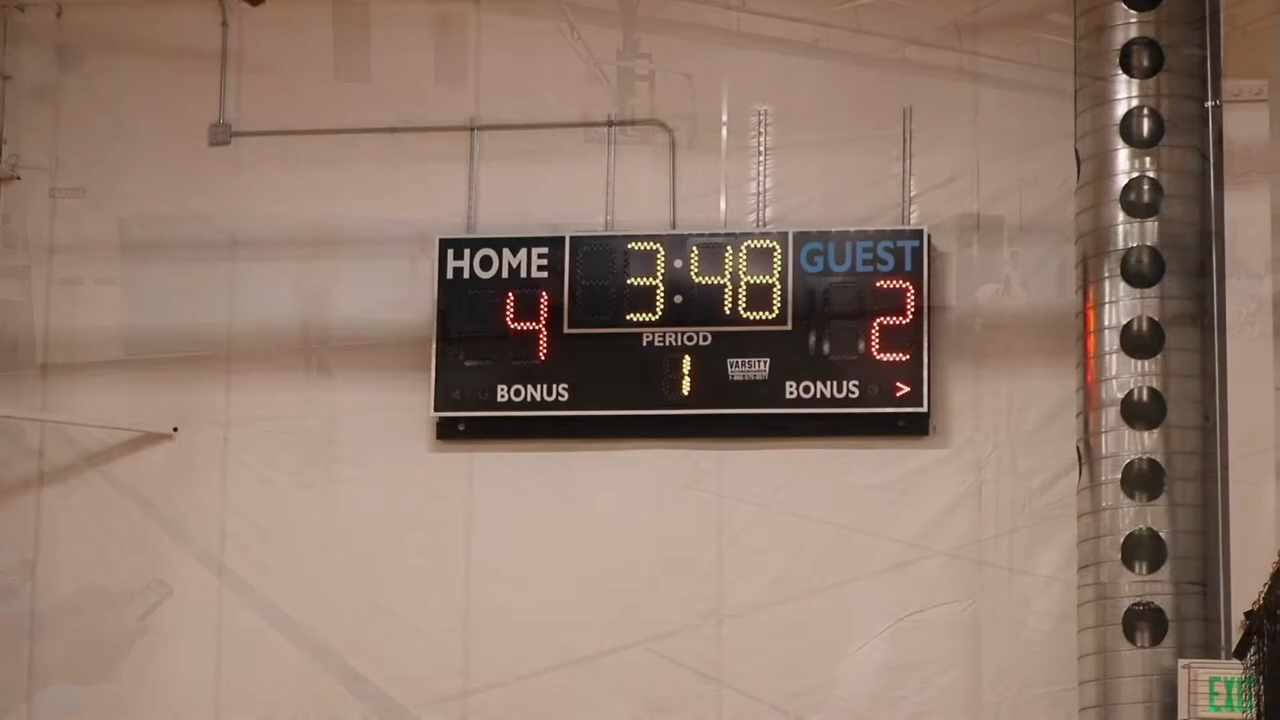 HOME 3:48 GUEST
4 2
PERIOD
1
VARSITY
BONUS BONUS >
EXIT